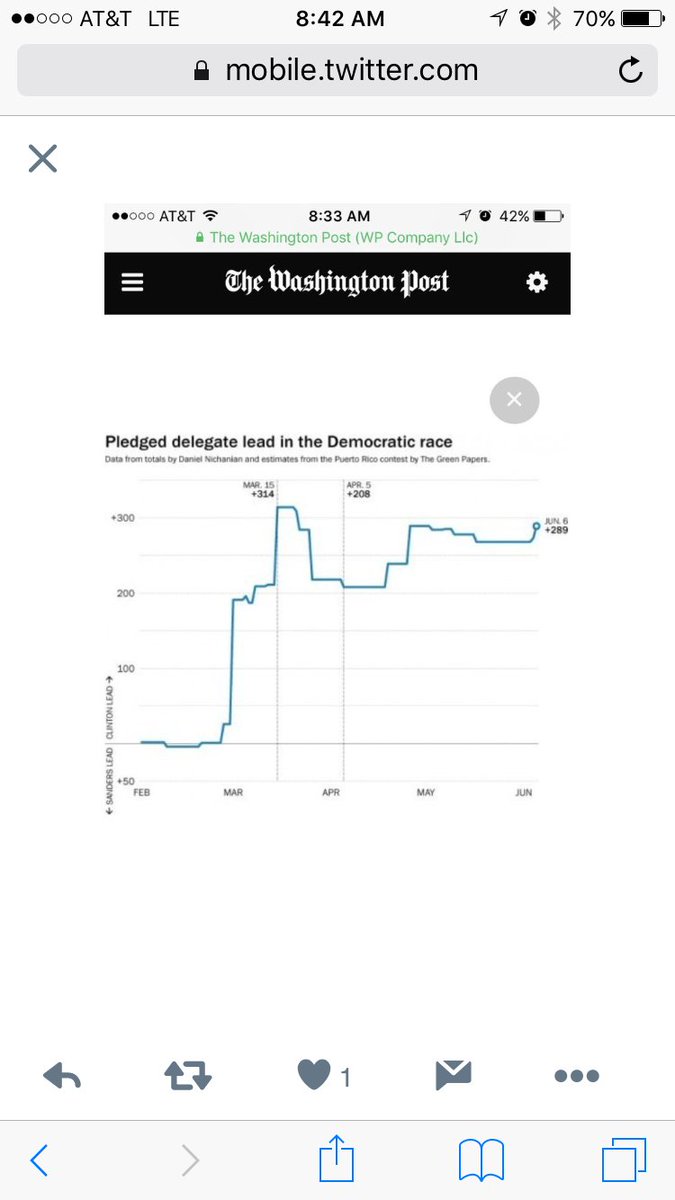 AT&T LTE 8:42 AM 70%
mobile.twitter.com
AT&T 8:33 AM 42%
The Washington Post (WP Company Llc)
The Washington Post
Pledged delegate lead in the Democratic race
Data from totals by Daniel Nichanian and estimates from the Puerto Rico contest by The Green Papers.
MAR. 15
+314
APR. 5
+208
JUN. 6
+289
+300
200
100
+50
← SANDERS LEAD CLINTON LEAD →
FEB MAR APR MAY JUN
1